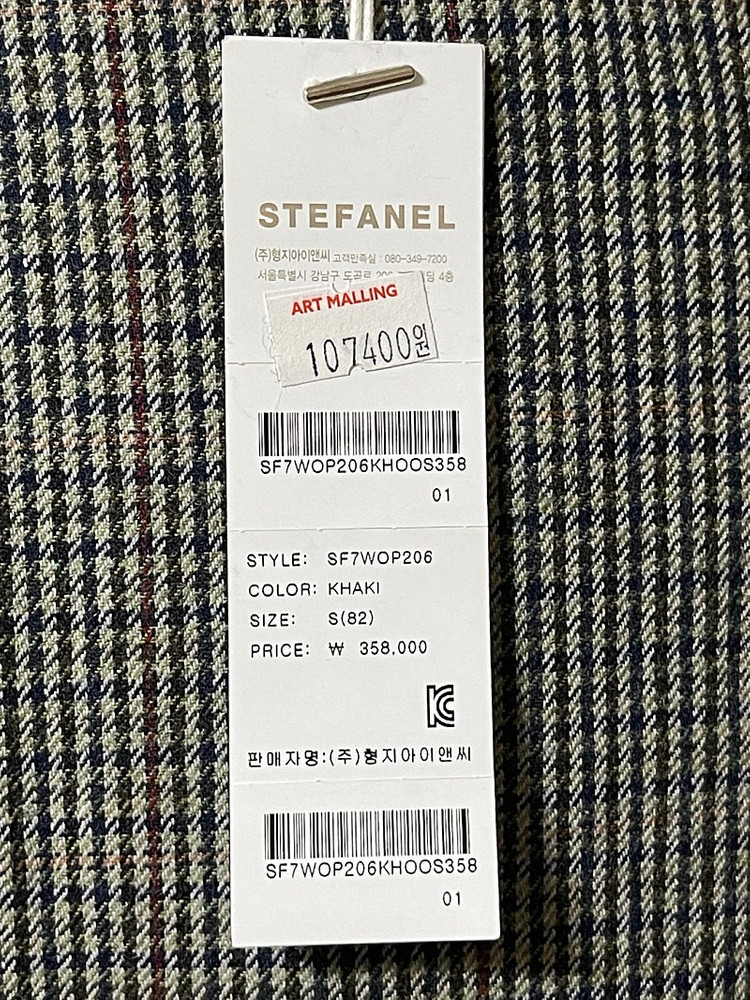 STEFANEL
(주)형지아이앤씨 고객만족실 : 080-349-7200
서울특별시 강남구 도곡로 4층
ART MALLING
107400원
SF7WOP206KHOOS358
01
STYLE: SF7WOP206
COLOR: KHAKI
SIZE: S(82)
PRICE: ₩ 358,000
KC
판매자명:(주)형지아이앤씨
SF7WOP206KHOOS358
01